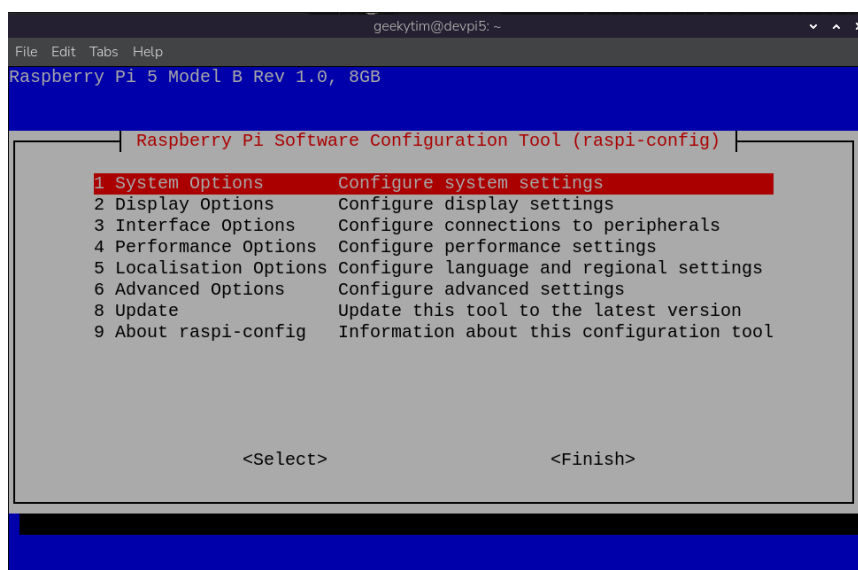 geekytim@devpi5: ~
File Edit Tabs Help
Raspberry Pi 5 Model B Rev 1.0, 8GB
Raspberry Pi Software Configuration Tool (raspi-config)
1 System Options Configure system settings
2 Display Options Configure display settings
3 Interface Options Configure connections to peripherals
4 Performance Options Configure performance settings
5 Localisation Options Configure language and regional settings
6 Advanced Options Configure advanced settings
8 Update Update this tool to the latest version
9 About raspi-config Information about this configuration tool
<Select> <Finish>